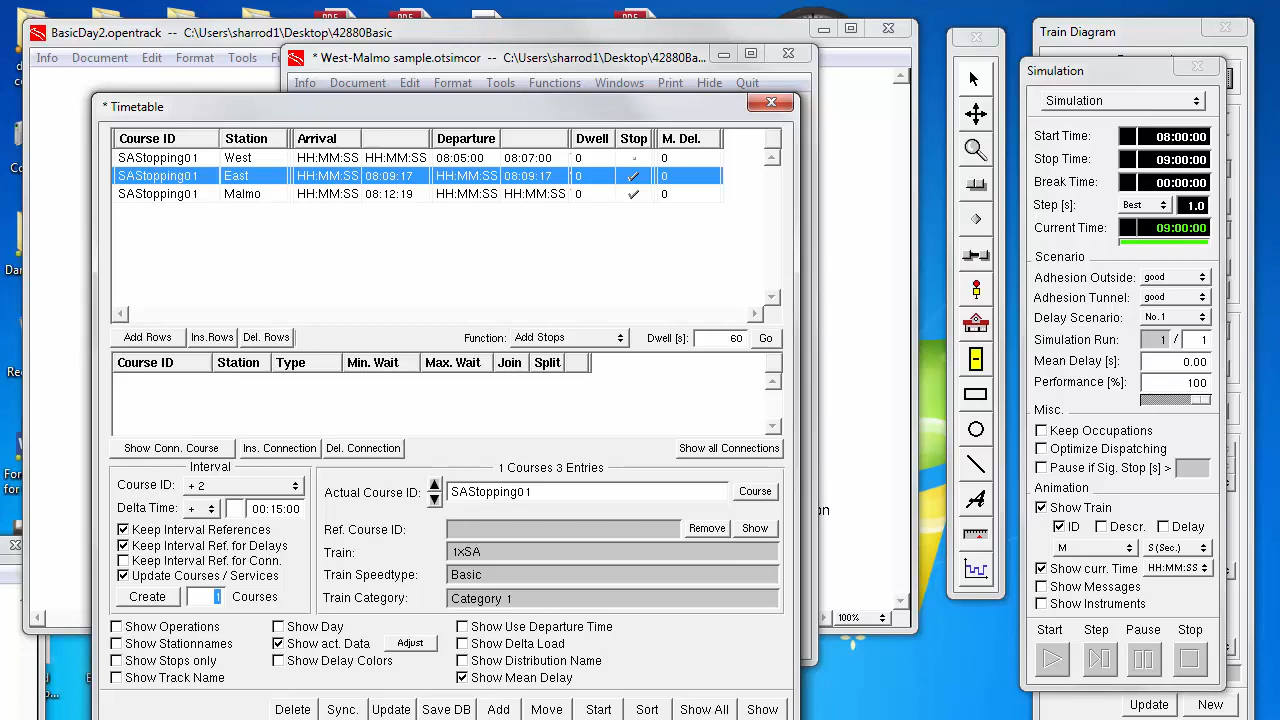 BasicDay2.opentrck -- C:\Users\sharrod1\Desktop\42880Basic
Info Document Edit Format Tools
* West-Malmo sample.otsimcor -- C:\Users\sharrod1\Desktop\42880Ba...
Info Document Edit Format Tools Functions Windows Print Hide Quit
* Timetable
Course ID Station Arrival Departure Dwell Stop M. Del.
SAStopping01 West HH:MM:SS HH:MM:SS 08:05:00 08:07:00 0 0
SAStopping01 East HH:MM:SS 08:09:17 HH:MM:SS 08:09:17 0 0
SAStopping01 Malmo HH:MM:SS 08:12:19 HH:MM:SS HH:MM:SS 0 0
Add Rows Ins.Rows Del. Rows Function: Add Stops Dwell [s]: 60 Go
Course ID Station Type Min. Wait Max. Wait Join Split
Show Conn. Course Ins. Connection Del. Connection Show all Connections
Interval
Course ID: + 2
Delta Time: + 00:15:00
Keep Interval References
Keep Interval Ref. for Delays
Keep Interval Ref. for Conn.
Update Courses / Services
Create 1 Courses
1 Courses 3 Entries
Actual Course ID: SAStopping01 Course
Ref. Course ID: Remove Show
Train: 1xSA
Train Speedtype: Basic
Train Category: Category 1
Show Operations Show Day Show Use Departure Time
Show Stationnames Show act. Data Adjust Show Delta Load
Show Stops only Show Delay Colors Show Distribution Name
Show Track Name Show Mean Delay
Delete Sync. Update Save DB Add Move Start Sort Show All Show
100%
Train Diagram
Simulation
Simulation
Start Time: 08:00:00
Stop Time: 09:00:00
Break Time: 00:00:00
Step [s]: Best 1.0
Current Time: 09:00:00
Scenario
Adhesion Outside: good
Adhesion Tunnel: good
Delay Scenario: No.1
Simulation Run: 1 / 1
Mean Delay [s]: 0.00
Performance [%]: 100
Misc.
Keep Occupations
Optimize Dispatching
Pause if Sig. Stop [s] >
Animation
Show Train
ID Descr. Delay
M S (Sec.)
Show curr. Time HH:MM:SS
Show Messages
Show Instruments
Start Step Pause Stop
Update New